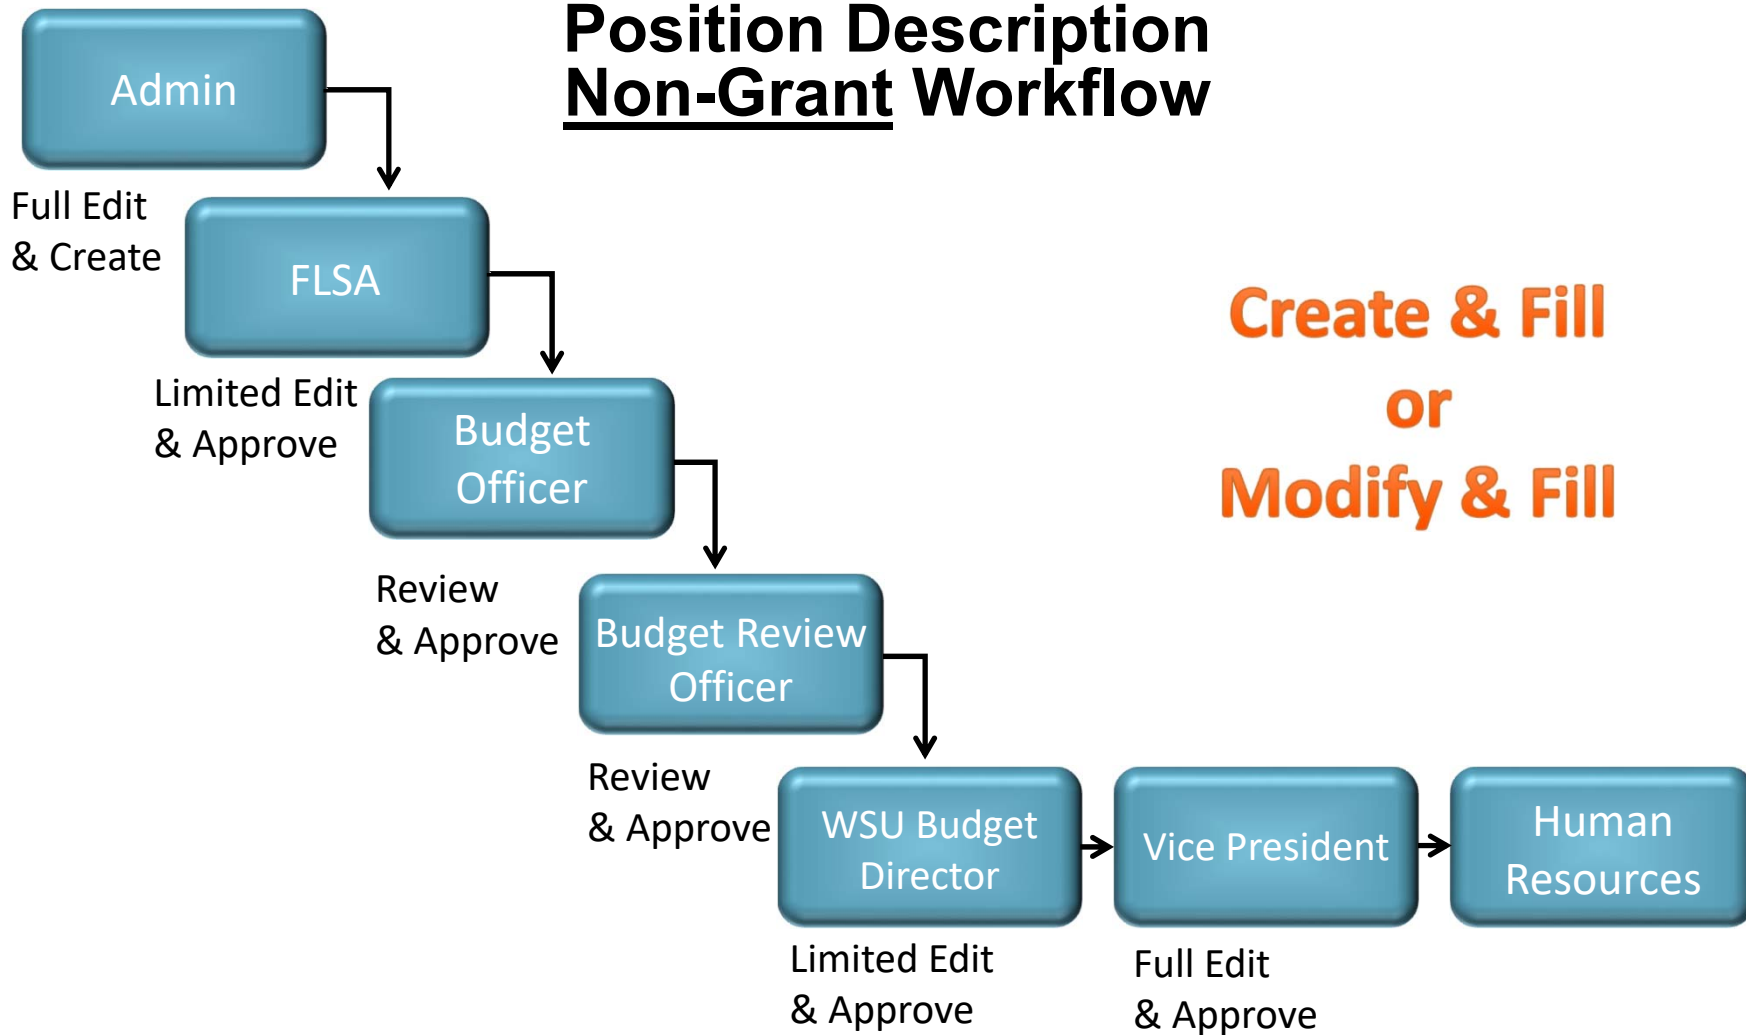 Position Description
Non-Grant Workflow
Admin
Full Edit
& Create
FLSA
Limited Edit
& Approve
Budget
Officer
Review
& Approve
Budget Review
Officer
Review
& Approve
WSU Budget
Director
Limited Edit
& Approve
Vice President
Full Edit
& Approve
Human
Resources
Create & Fill
or
Modify & Fill